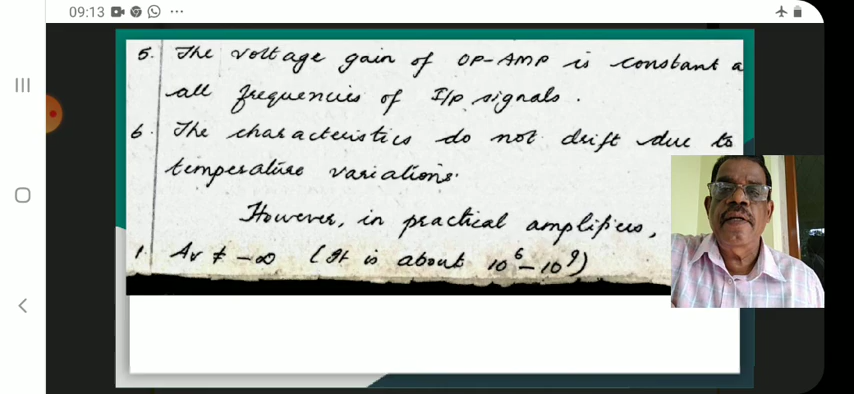 09:13
5. The voltage gain of OP-AMP is constant a
all frequencies of I/p signals.
6. The characteristics do not drift due to
temperature variations.
However, in practical amplifiers,
1. Av ≠ -∞ (It is about 10⁶-10⁹)